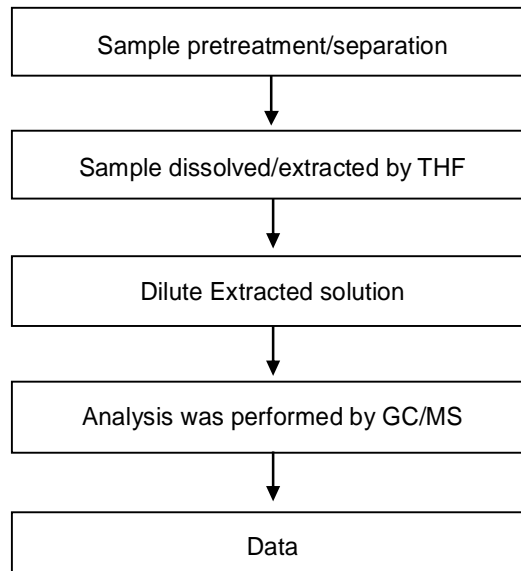 Sample pretreatment/separation
Sample dissolved/extracted by THF
Dilute Extracted solution
Analysis was performed by GC/MS
Data